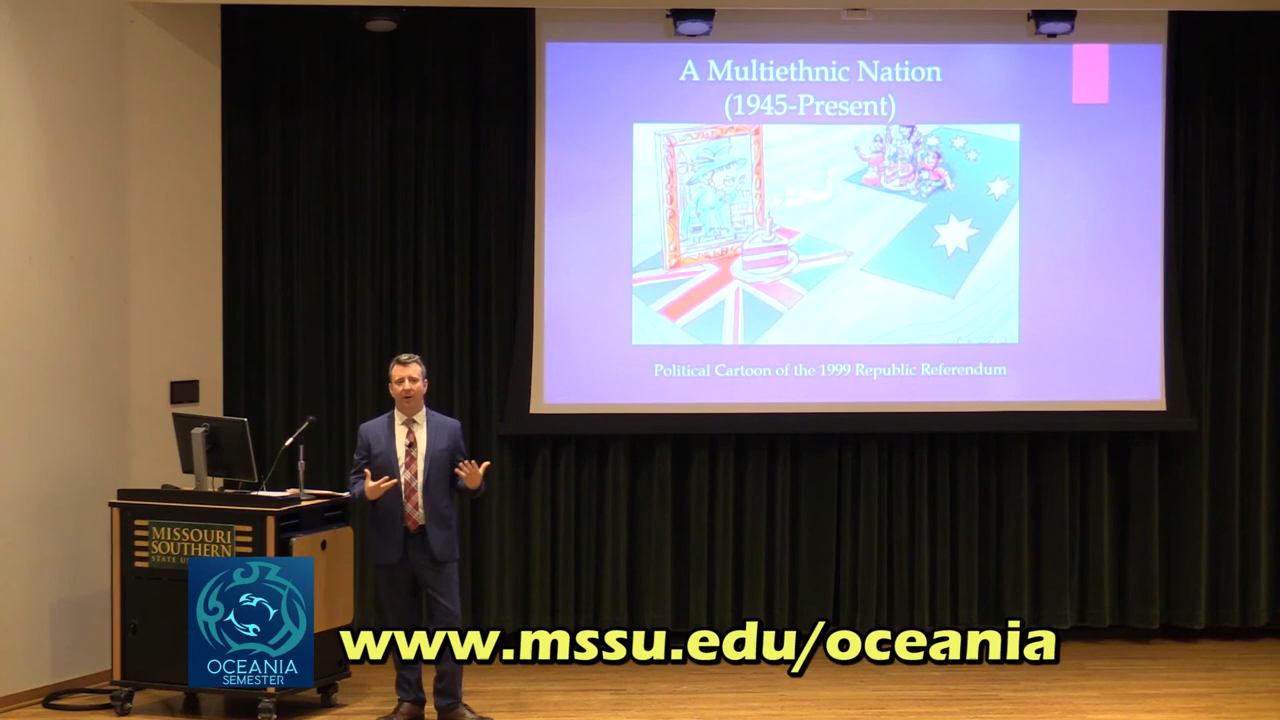 A Multiethnic Nation
(1945-Present)
Political Cartoon of the 1999 Republic Referendum
MISSOURI
SOUTHERN
OCEANIA
SEMESTER
www.mssu.edu/oceania